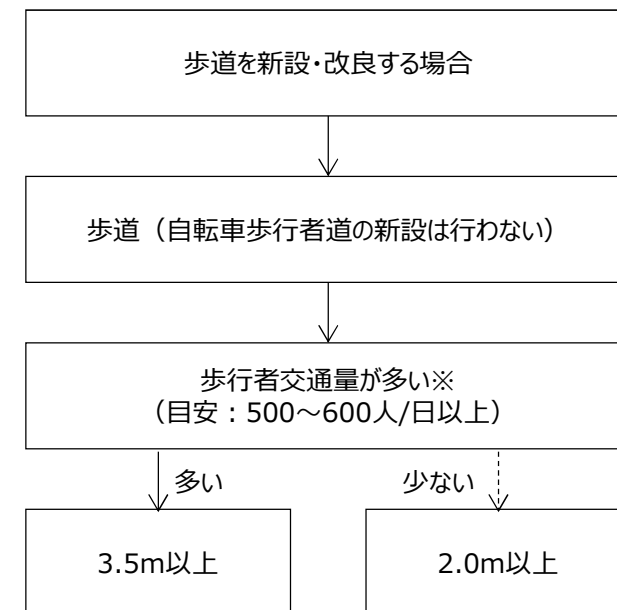 歩道を新設・改良する場合
歩道（自転車歩行者道の新設は行わない）
歩行者交通量が多い※
（目安：500～600人/日以上）
多い
少ない
3.5m以上
2.0m以上